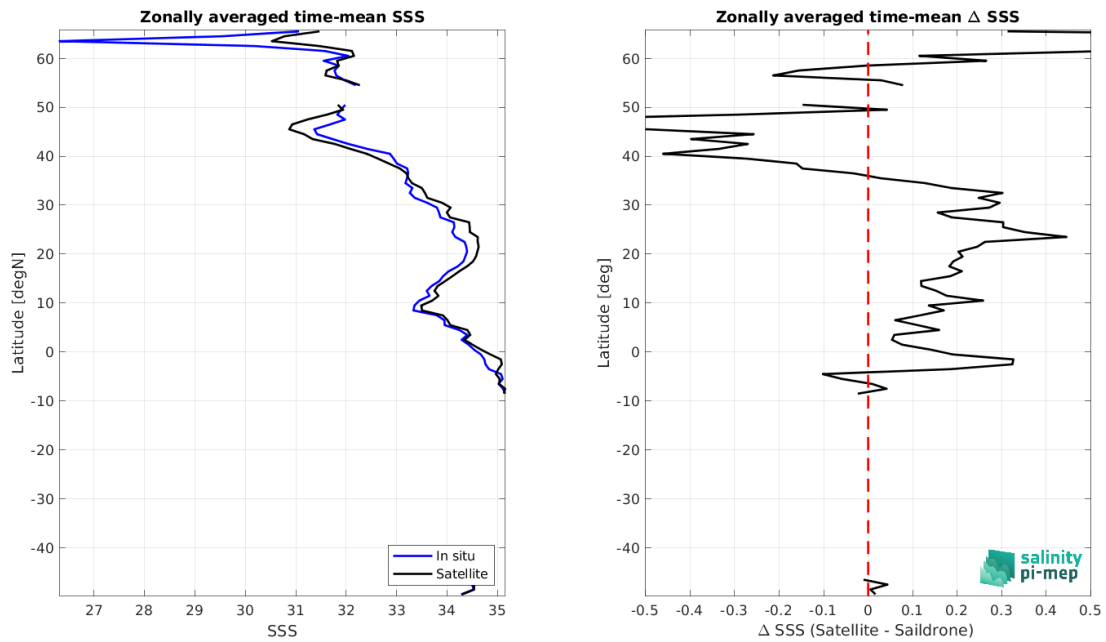 Zonally averaged time-mean SSS
60
50
40
30
20
10
0
-10
-20
-30
-40
Latitude [degN]
In situ
Satellite
27 28 29 30 31 32 33 34 35
SSS
Zonally averaged time-mean Δ SSS
60
50
40
30
20
10
0
-10
-20
-30
-40
Latitude [deg]
salinity
pi-mep
-0.5 -0.4 -0.3 -0.2 -0.1 0 0.1 0.2 0.3 0.4 0.5
Δ SSS (Satellite - Saildrone)